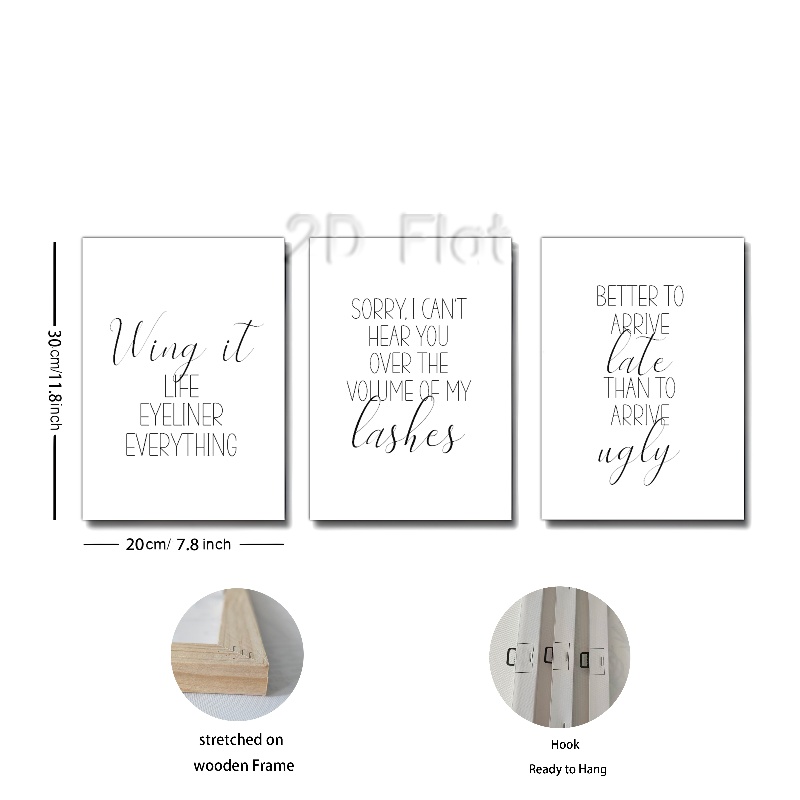 2D Flat
Wing it
LIFE
EYELINER
EVERYTHING
SORRY, I CAN'T
HEAR YOU
OVER THE
VOLUME OF MY
lashes
BETTER TO
ARRIVE
late
THAN TO
ARRIVE
ugly
30cm/11.8inch
20cm/ 7.8 inch
stretched on
wooden Frame
Hook
Ready to Hang